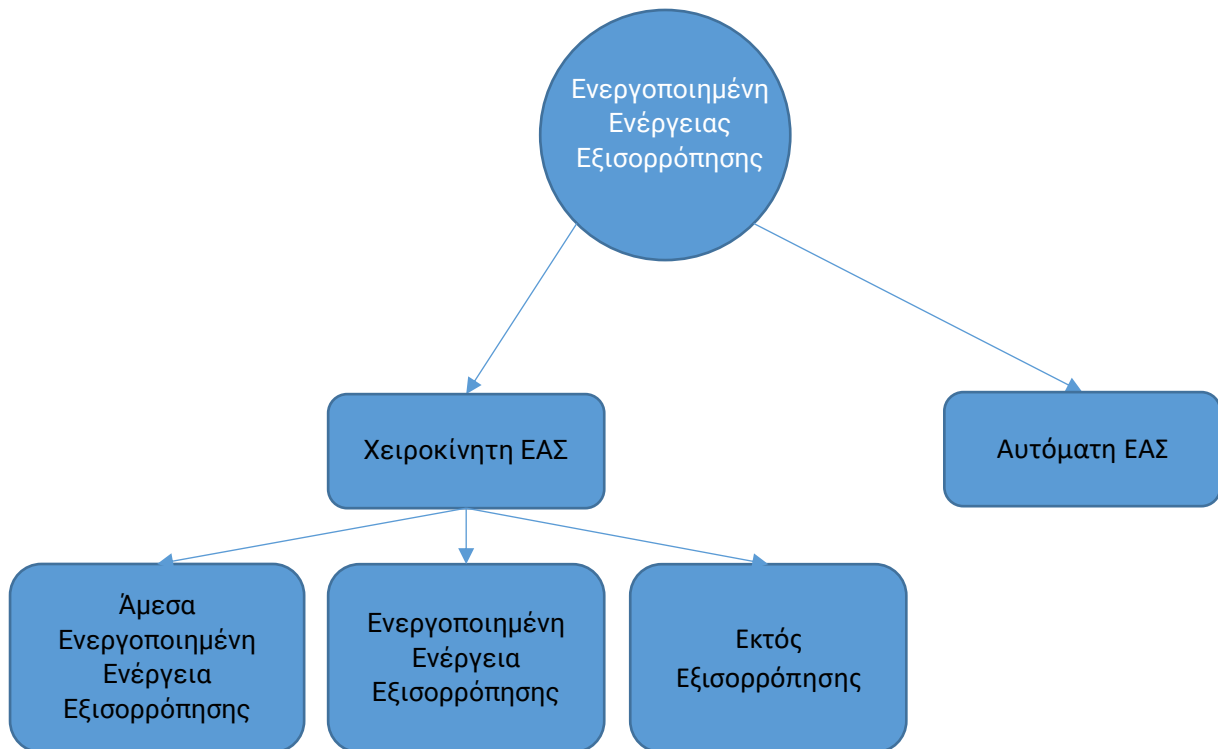 Ενεργοποιημένη
Ενέργειας
Εξισορρόπησης
Χειροκίνητη ΕΑΣ
Αυτόματη ΕΑΣ
Άμεσα
Ενεργοποιημένη
Ενέργεια
Εξισορρόπησης
Ενεργοποιημένη
Ενέργεια
Εξισορρόπησης
Εκτός
Εξισορρόπησης